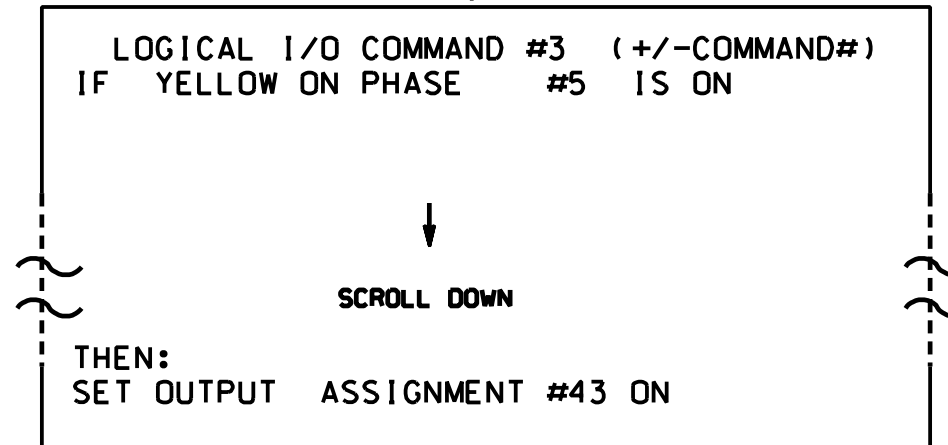 LOGICAL I/O COMMAND #3 (+/-COMMAND#)
IF YELLOW ON PHASE #5 IS ON
SCROLL DOWN
THEN:
SET OUTPUT ASSIGNMENT #43 ON